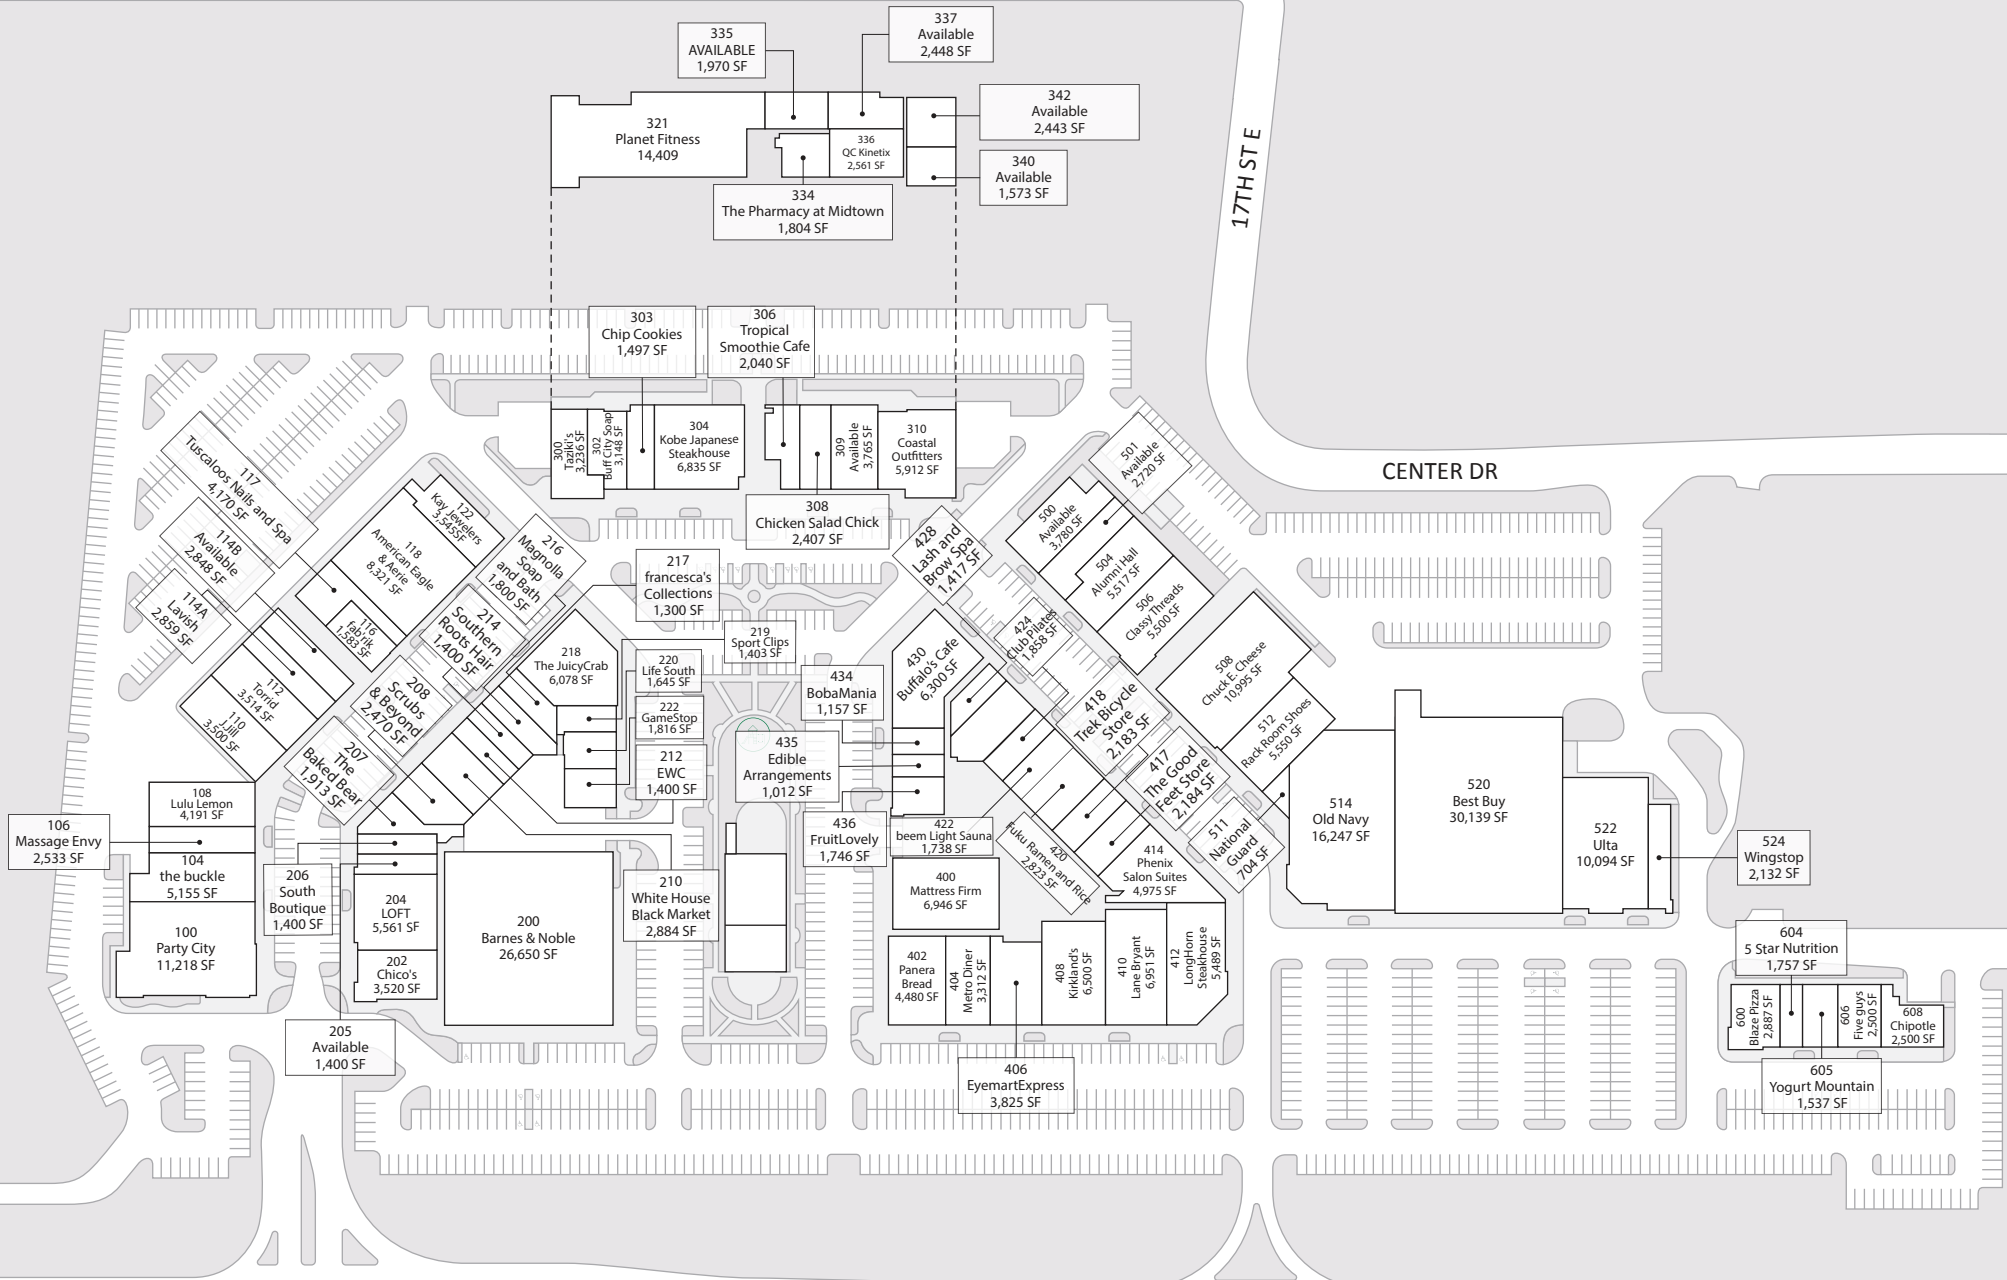 335
AVAILABLE
1,970 SF
337
Available
2,448 SF
342
Available
2,443 SF
321
Planet Fitness
14,409
336
QC Kinetix
2,561 SF
340
Available
1,573 SF
334
The Pharmacy at Midtown
1,804 SF
17TH ST E
CENTER DR
303
Chip Cookies
1,497 SF
306
Tropical
Smoothie Cafe
2,040 SF
300
Taziki's
3,236 SF
302
Buff City Soap
3,148 SF
304
Kobe Japanese
Steakhouse
6,835 SF
309
Available
3,765 SF
310
Coastal
Outfitters
5,912 SF
308
Chicken Salad Chick
2,407 SF
117
Tuscaloos Nails and Spa
4,170 SF
114B
Available
2,848 SF
114A
Lavish
2,859 SF
122
Kay Jewelers
3,545SF
118
American Eagle
& Aerie
8,321 SF
116
fab'rik
1,583 SF
112
Torrid
3,514 SF
110
J.Jill
3,500 SF
216
Magnolia
Soap
and Bath
1,800 SF
214
Southern
Roots Hair
1,400 SF
208
Scrubs
& Beyond
2,470 SF
207
The
Baked Bear
1,913 SF
217
francesca's
Collections
1,300 SF
218
The JuicyCrab
6,078 SF
219
Sport Clips
1,403 SF
220
Life South
1,645 SF
222
GameStop
1,816 SF
212
EWC
1,400 SF
210
White House
Black Market
2,884 SF
108
Lulu Lemon
4,191 SF
106
Massage Envy
2,533 SF
104
the buckle
5,155 SF
100
Party City
11,218 SF
206
South
Boutique
1,400 SF
204
LOFT
5,561 SF
202
Chico's
3,520 SF
205
Available
1,400 SF
200
Barnes & Noble
26,650 SF
428
Lash and
Brow Spa
1,417 SF
430
Buffalo's Cafe
6,300 SF
434
BobaMania
1,157 SF
435
Edible
Arrangements
1,012 SF
436
FruitLovely
1,746 SF
424
Club Pilates
1,858 SF
418
Trek Bicycle
Store
2,183 SF
417
The Good
Feet Store
2,184 SF
422
beem Light Sauna
1,738 SF
420
Fuku Ramen and Rice
2,823 SF
414
Phenix
Salon Suites
4,975 SF
400
Mattress Firm
6,946 SF
402
Panera
Bread
4,480 SF
404
Metro Diner
3,312 SF
406
EyemartExpress
3,825 SF
408
Kirkland's
6,500 SF
410
Lane Bryant
6,951 SF
412
LongHorn
Steakhouse
5,489 SF
501
Available
2,720 SF
500
Available
3,780 SF
504
Alumni Hall
5,517 SF
506
Classy Threads
5,500 SF
508
Chuck E. Cheese
10,995 SF
512
Rack Room Shoes
5,550 SF
511
National
Guard
704 SF
514
Old Navy
16,247 SF
520
Best Buy
30,139 SF
522
Ulta
10,094 SF
524
Wingstop
2,132 SF
604
5 Star Nutrition
1,757 SF
600
Blaze Pizza
2,887 SF
606
Five guys
2,500 SF
608
Chipotle
2,500 SF
605
Yogurt Mountain
1,537 SF